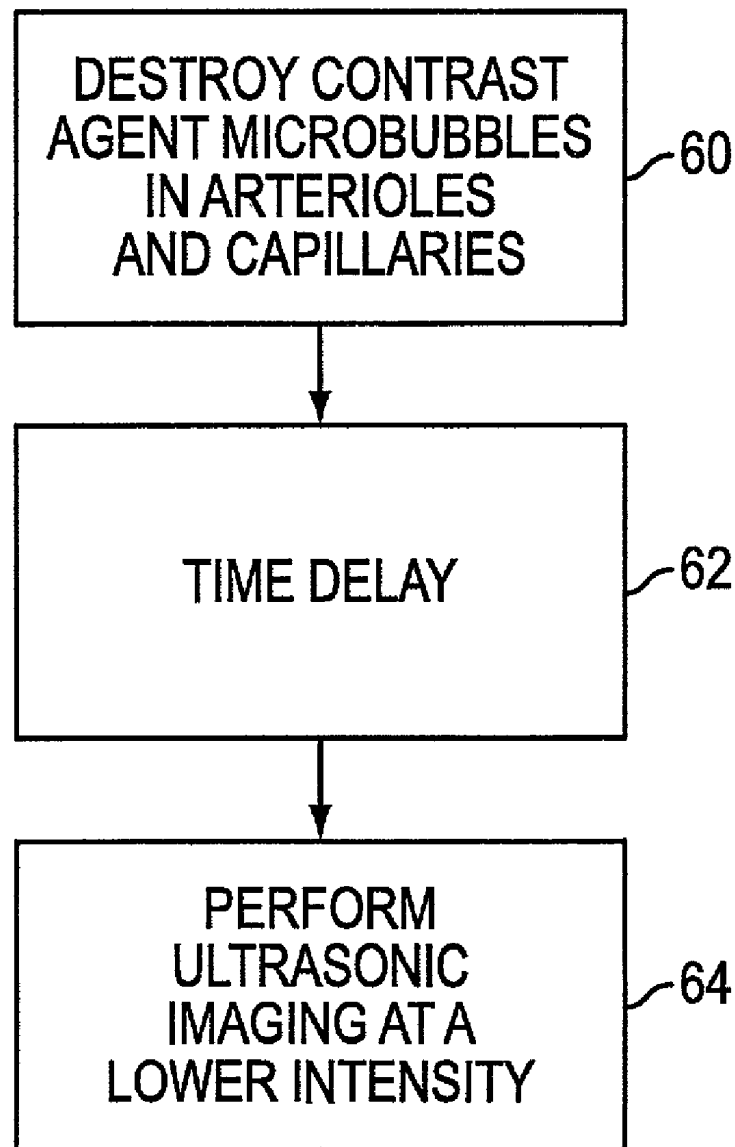 DESTROY CONTRAST
AGENT MICROBUBBLES
IN ARTERIOLES
AND CAPILLARIES
60
TIME DELAY
62
PERFORM
ULTRASONIC
IMAGING AT A
LOWER INTENSITY
64